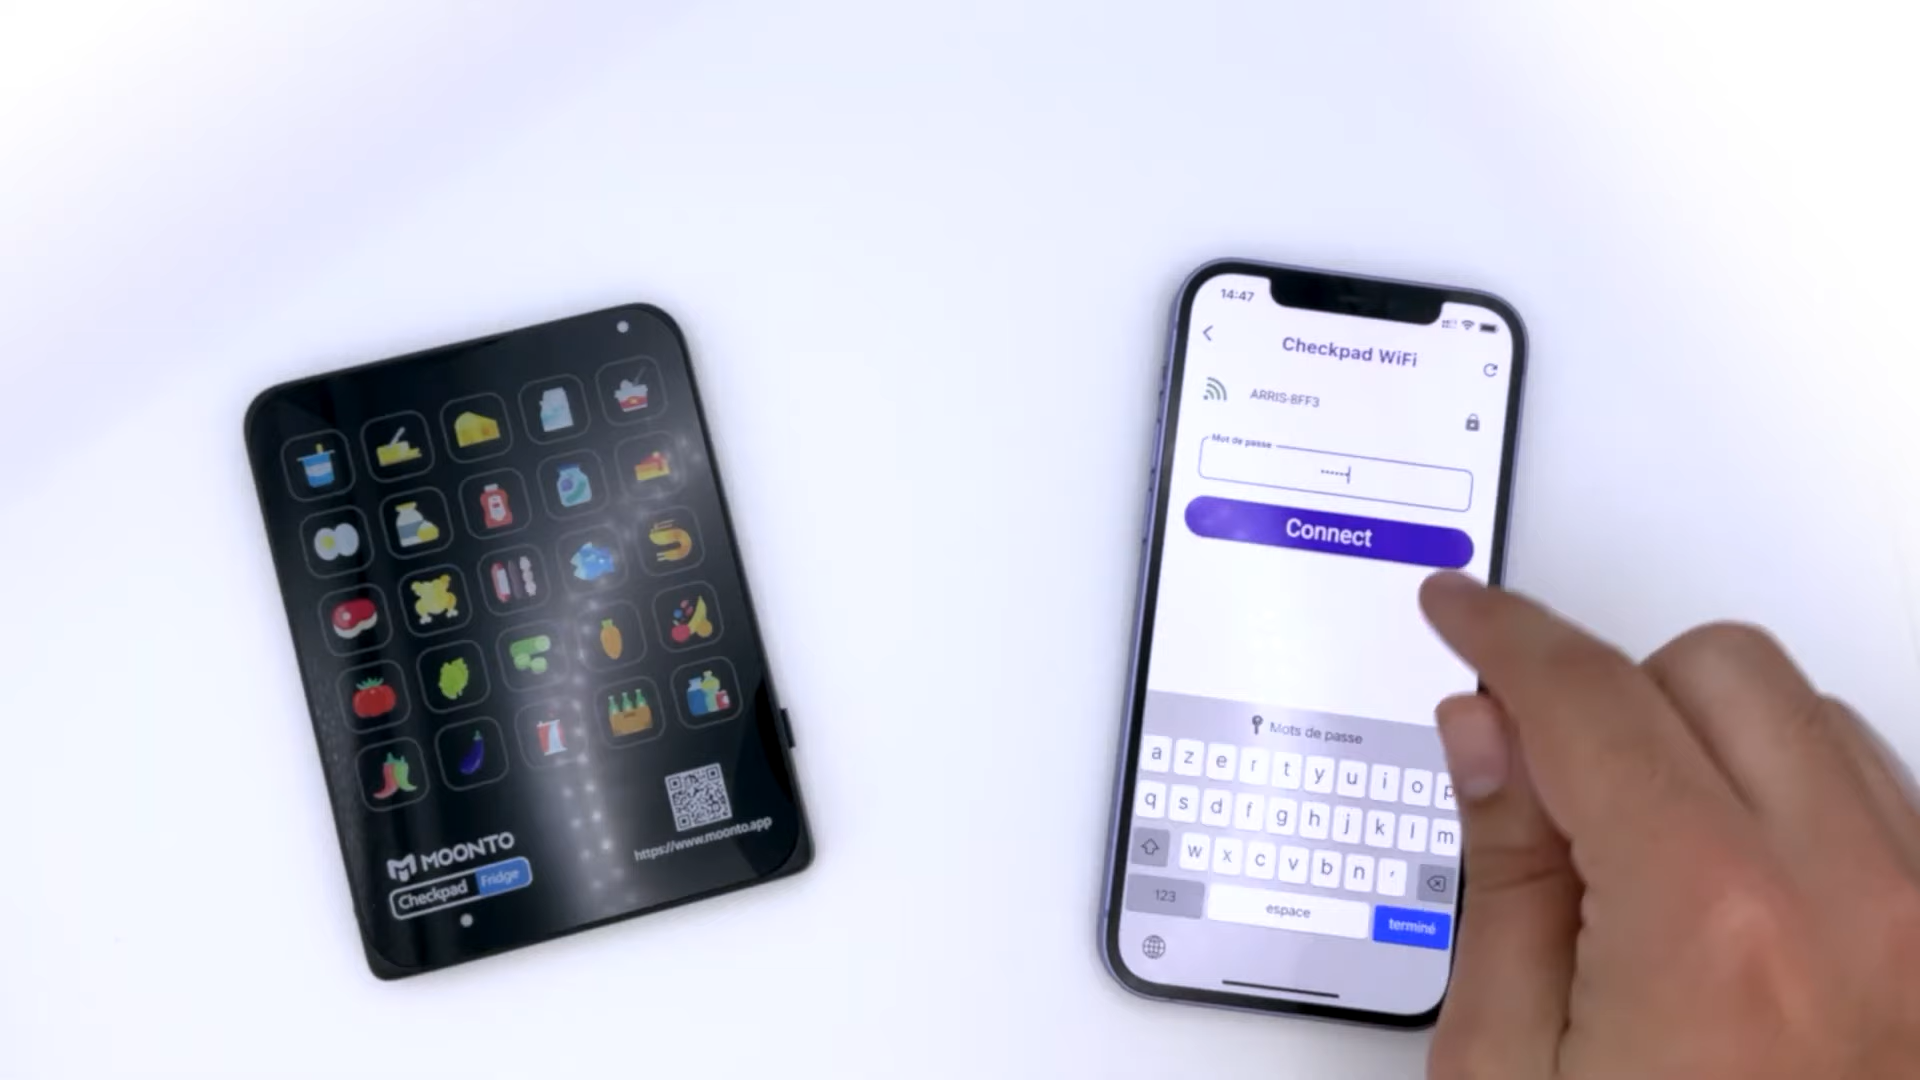 MOONTO
Checkpad Fridge
https://www.moonto.app
14:47
Checkpad WiFi
ARRIS-8FF3
Mot de passe
Connect
Mots de passe
a z e r t y u i o p
q s d f g h j k l m
w x c v b n '
123 espace terminé